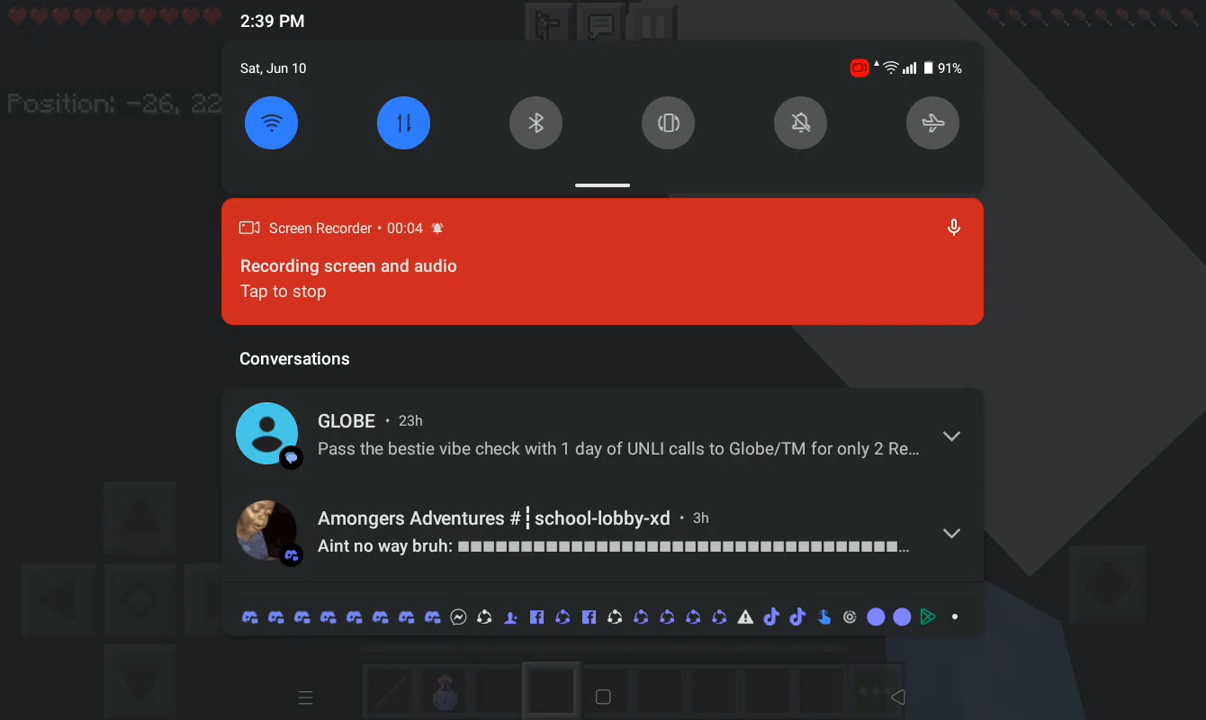 2:39 PM
Sat, Jun 10
91%
Position: -26, 22
Screen Recorder • 00:04
Recording screen and audio
Tap to stop
Conversations
GLOBE • 23h
Pass the bestie vibe check with 1 day of UNLI calls to Globe/TM for only 2 Re...
Amongers Adventures #┇school-lobby-xd • 3h
Aint no way bruh: ■■■■■■■■■■■■■■■■■■■■■■■■■■■■■■■■■■■...